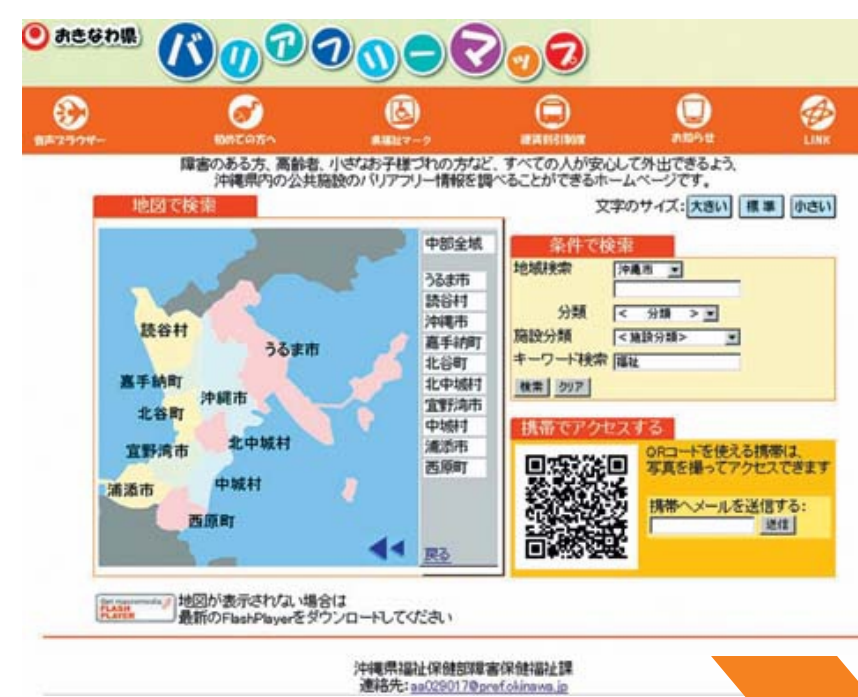 おきなわ県
バリアフリーマップ
音声ブラウザー 初めての方へ 県福祉マーク 運賃割引制度 お知らせ LINK
障害のある方、高齢者、小さなお子様づれの方など、すべての人が安心して外出できるよう、
沖縄県内の公共施設のバリアフリー情報を調べることができるホームページです。
文字のサイズ: 大きい 標準 小さい
地図で検索
読谷村
うるま市
嘉手納町
沖縄市
北谷町
北中城村
宜野湾市
中城村
浦添市
西原町
中部全域
うるま市
読谷村
沖縄市
嘉手納町
北谷町
北中城村
宜野湾市
中城村
浦添市
西原町
戻る
条件で検索
地域検索 沖縄市
分類 < 分類 >
施設分類 <施設分類>
キーワード検索 福祉
検索 クリア
携帯でアクセスする
QRコードを使える携帯は、
写真を撮ってアクセスできます
携帯へメールを送信する:
送信
Get macromedia
FLASH
PLAYER
地図が表示されない場合は
最新のFlashPlayerをダウンロードしてください
沖縄県福祉保健部障害保健福祉課
連絡先:aa029017@pref.okinawa.jp